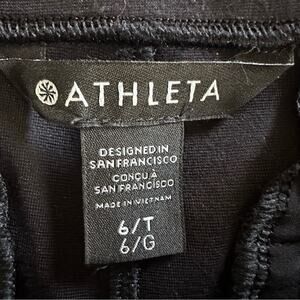 ATHLETA
DESIGNED IN
SAN FRANCISCO
CONÇU À
SAN FRANCISCO
MADE IN VIETNAM
6/T
6/G